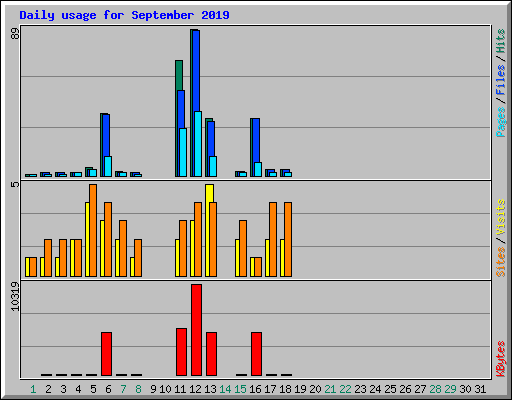 Daily usage for September 2019
89
Pages / Files / Hits
5
Sites / Visits
10319
KBytes
1 2 3 4 5 6 7 8 9 10 11 12 13 14 15 16 17 18 19 20 21 22 23 24 25 26 27 28 29 30 31